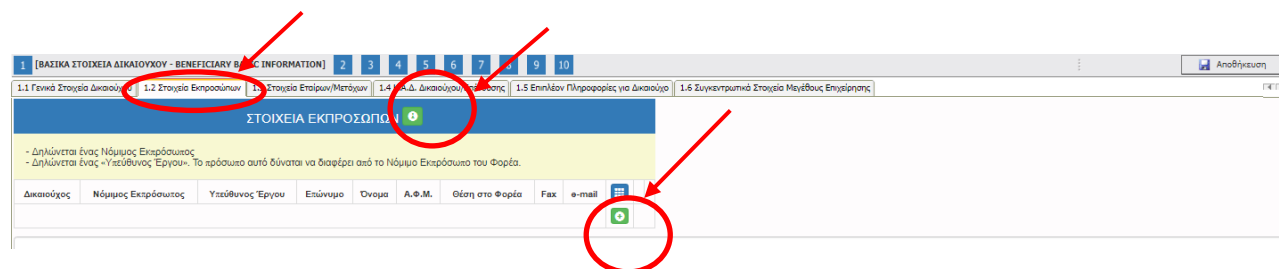 1 [ΒΑΣΙΚΑ ΣΤΟΙΧΕΙΑ ΔΙΚΑΙΟΥΧΟΥ - BENEFICIARY INFORMATION] 2 3 4 5 6 7 8 9 10 Αποθήκευση
1.1 Γενικά Στοιχεία Δικαιούχου 1.2 Στοιχεία Εκπροσώπων Στοιχεία Εταίρων/Μετόχων 1.4 Δικαιούχου/ 1.5 Επιπλέον Πληροφορίες για Δικαιούχο 1.6 Συγκεντρωτικά Στοιχεία Μεγέθους Επιχείρησης
ΣΤΟΙΧΕΙΑ ΕΚΠΡΟΣΩΠΩΝ
- Δηλώνεται ένας Νόμιμος Εκπρόσωπος
- Δηλώνεται ένας «Υπεύθυνος Έργου». Το πρόσωπο αυτό δύναται να διαφέρει από το Νόμιμο Εκπρόσωπο του Φορέα.
Δικαιούχος Νόμιμος Εκπρόσωπος Υπεύθυνος Έργου Επώνυμο Όνομα Α.Φ.Μ. Θέση στο Φορέα Fax e-mail